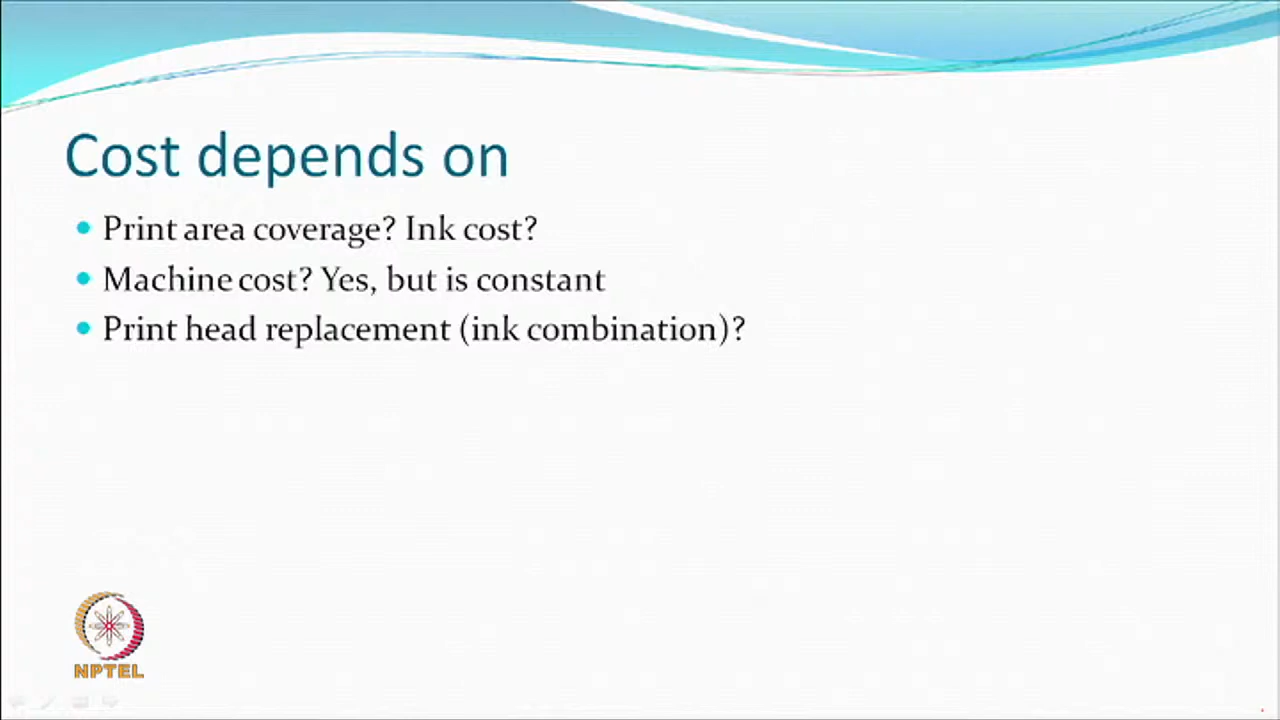 Cost depends on
Print area coverage? Ink cost?
Machine cost? Yes, but is constant
Print head replacement (ink combination)?
NPTEL